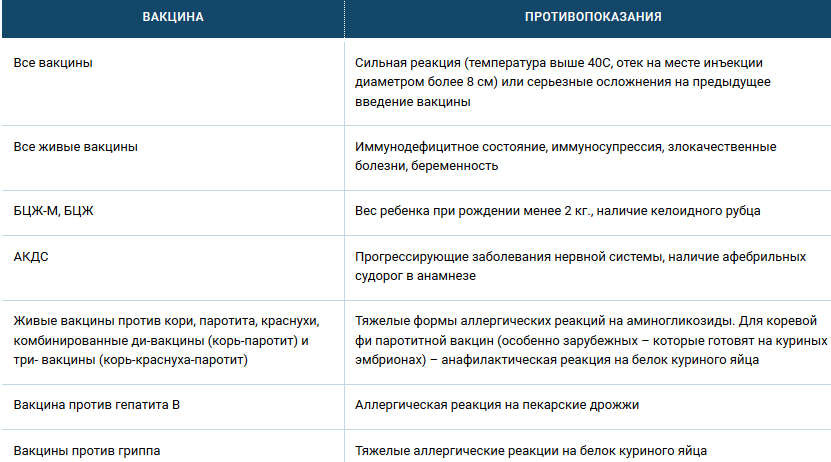 ВАКЦИНА
ПРОТИВОПОКАЗАНИЯ
Все вакцины
Сильная реакция (температура выше 40С, отек на месте инъекции
диаметром более 8 см) или серьезные осложнения на предыдущее
введение вакцины
Все живые вакцины
Иммунодефицитное состояние, иммуносупрессия, злокачественные
болезни, беременность
БЦЖ-М, БЦЖ
Вес ребенка при рождении менее 2 кг., наличие келоидного рубца
АКДС
Прогрессирующие заболевания нервной системы, наличие афебрильных
судорог в анамнезе
Живые вакцины против кори, паротита, краснухи,
комбинированные ди-вакцины (корь-паротит) и
три- вакцины (корь-краснуха-паротит)
Тяжелые формы аллергических реакций на аминогликозиды. Для коревой
фи паротитной вакцин (особенно зарубежных – которые готовят на куриных
эмбрионах) – анафилактическая реакция на белок куриного яйца
Вакцина против гепатита В
Аллергическая реакция на пекарские дрожжи
Вакцины против гриппа
Тяжелые аллергические реакции на белок куриного яйца